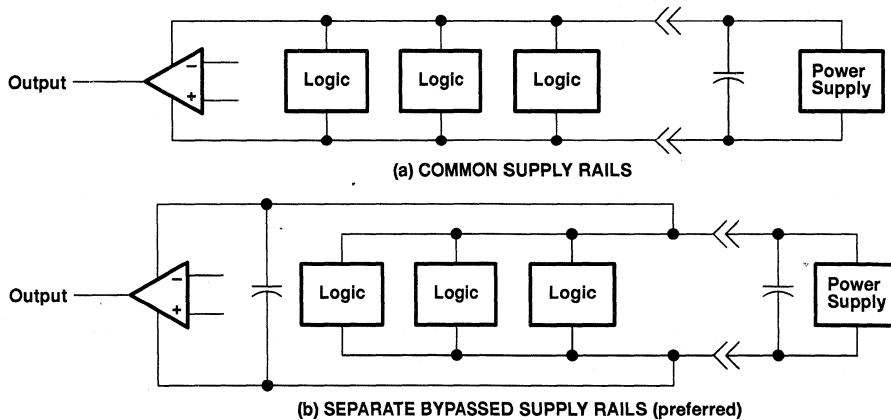 Output
−
+
Logic
Logic
Logic
Power
Supply
(a) COMMON SUPPLY RAILS
Output
−
+
Logic
Logic
Logic
Power
Supply
(b) SEPARATE BYPASSED SUPPLY RAILS (preferred)